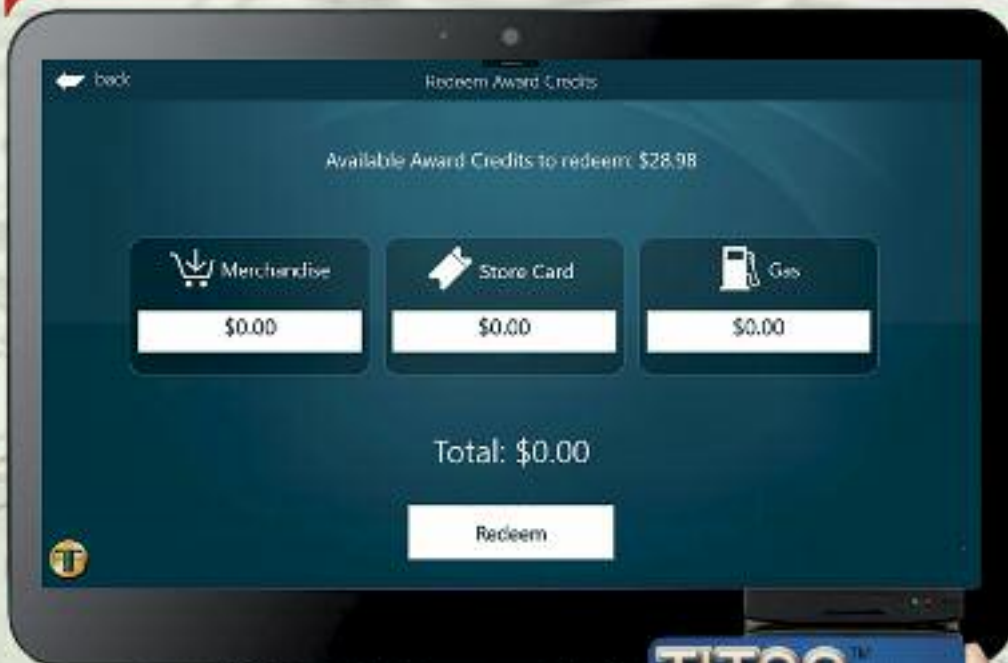 back
Redeem Award Credits
Available Award Credits to redeem: $28.98
Merchandise
Store Card
Gas
$0.00
$0.00
$0.00
Total: $0.00
Redeem
T
TM